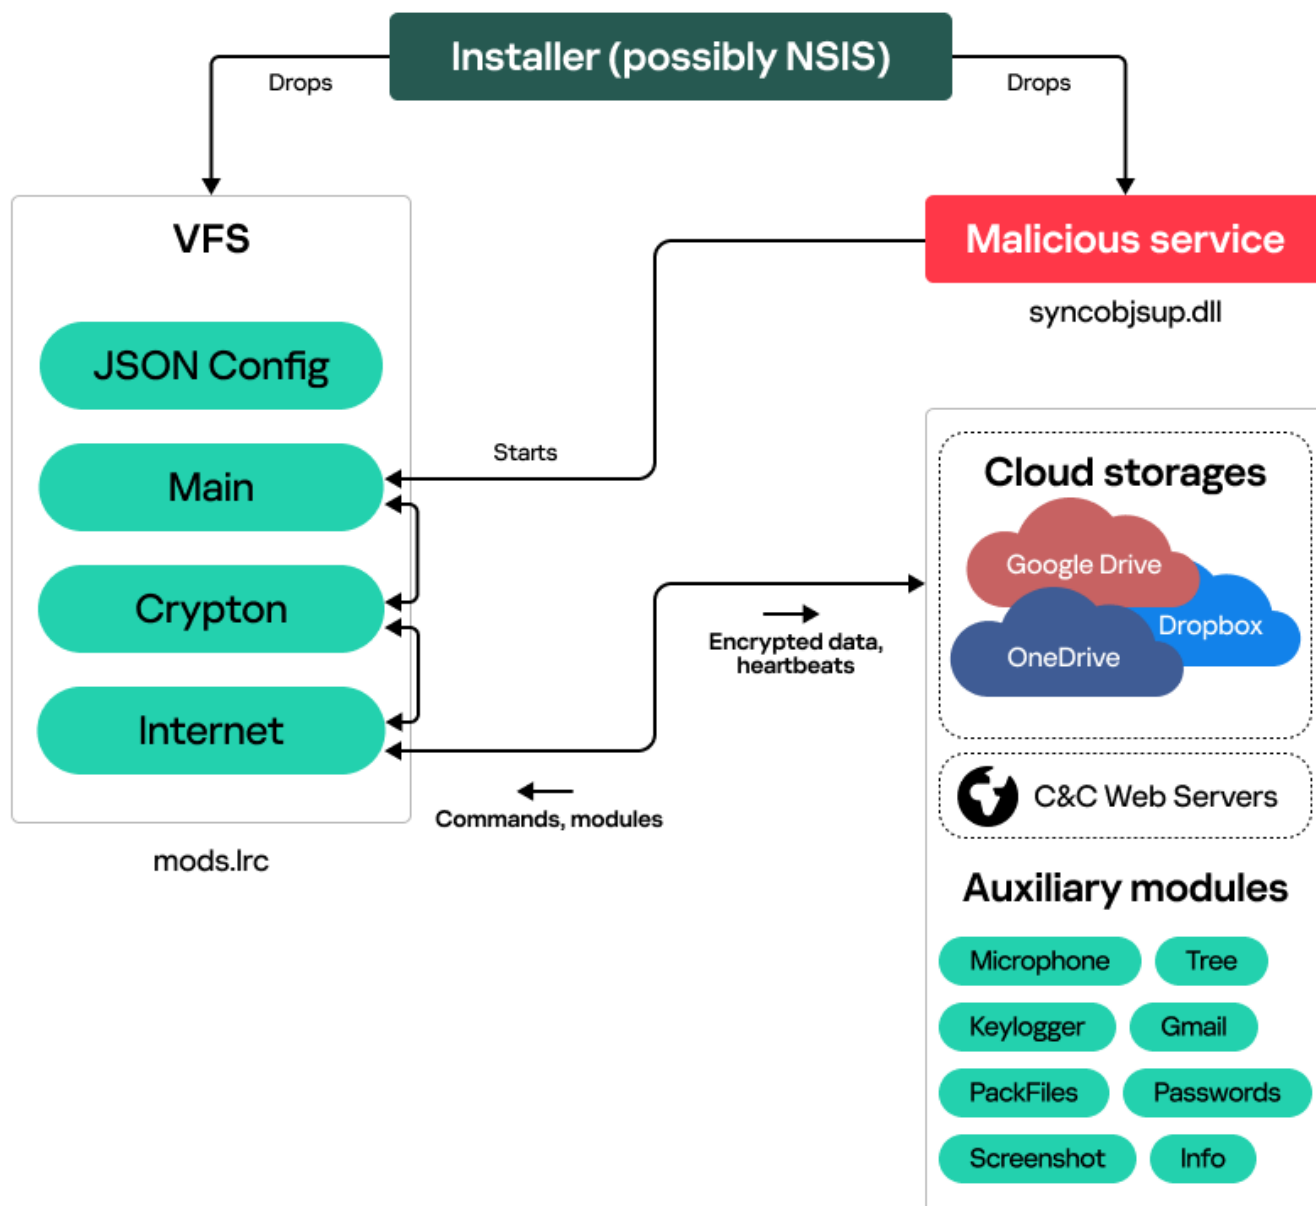 Installer (possibly NSIS)
Drops
Drops
VFS
Malicious service
syncobjsup.dll
JSON Config
Main
Starts
Crypton
Internet
Encrypted data,
heartbeats
Commands, modules
mods.lrc
Cloud storages
Google Drive
Dropbox
OneDrive
C&C Web Servers
Auxiliary modules
Microphone
Tree
Keylogger
Gmail
PackFiles
Passwords
Screenshot
Info